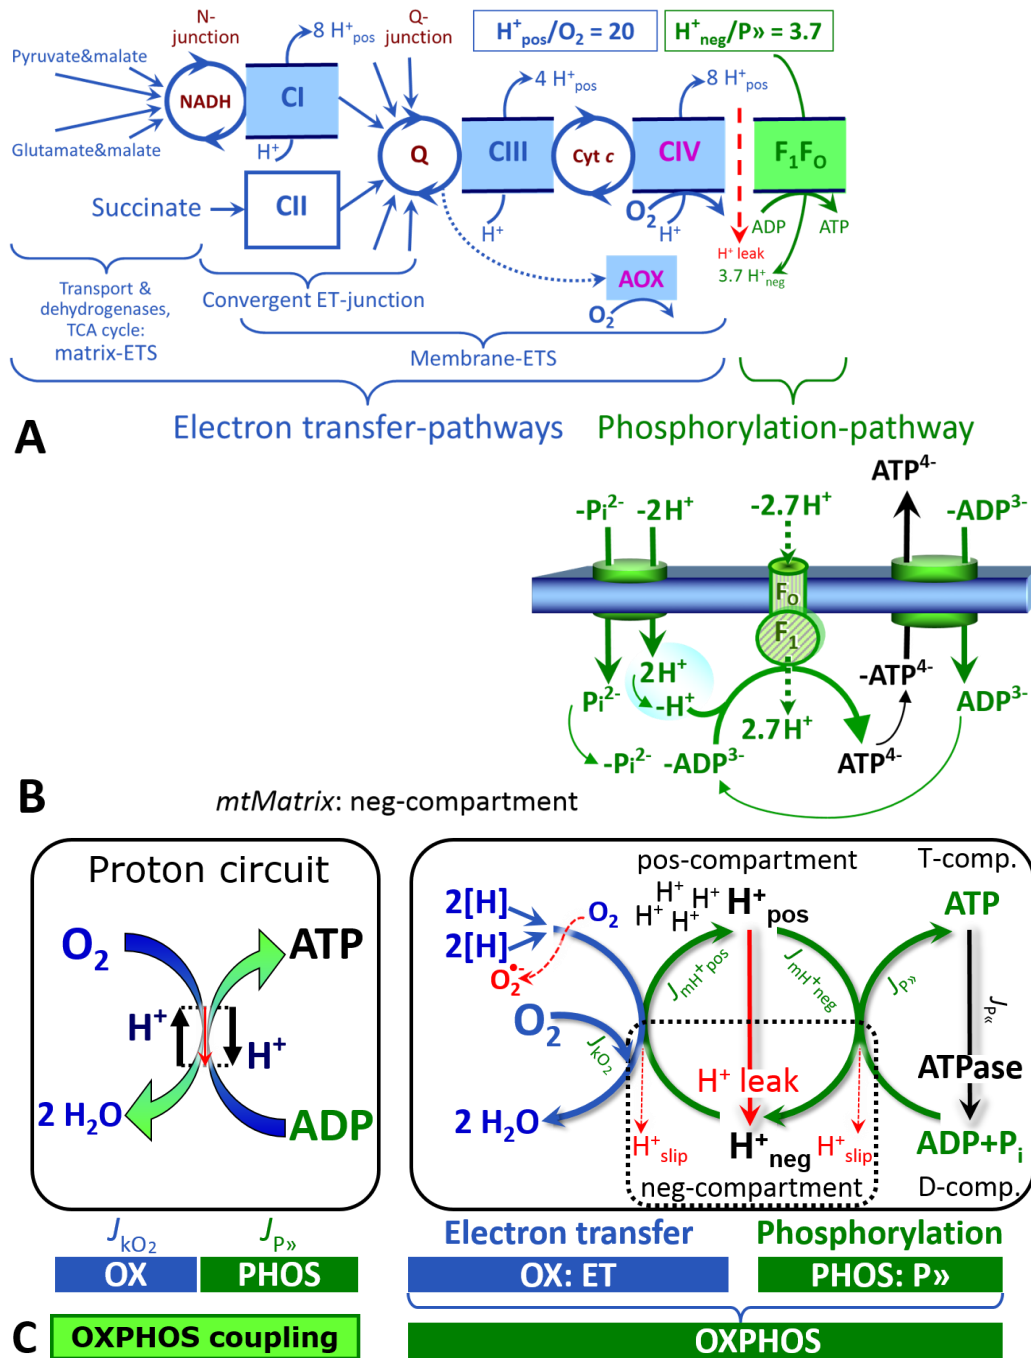 N-
junction
8 H⁺pos
Q-
junction
H⁺pos/O₂ = 20
H⁺neg/P» = 3.7
Pyruvate&malate
NADH
CI
4 H⁺pos
8 H⁺pos
Glutamate&malate
H⁺
Q
CIII
Cyt c
CIV
F₁FO
Succinate
CII
H⁺
O₂
H⁺
ADP
ATP
H⁺ leak
3.7 H⁺neg
Transport &
dehydrogenases,
TCA cycle:
matrix-ETS
Convergent ET-junction
AOX
O₂
Membrane-ETS
A
Electron transfer-pathways
Phosphorylation-pathway
ATP⁴⁻
-Pi²⁻
-2H⁺
-2.7H⁺
-ADP³⁻
FO
F₁
2H⁺
-ATP⁴⁻
Pi²⁻
-H⁺
ADP³⁻
2.7H⁺
-Pi²⁻
-ADP³⁻
ATP⁴⁻
B
mtMatrix: neg-compartment
Proton circuit
O₂
ATP
H⁺
H⁺
2 H₂O
ADP
pos-compartment
T-comp.
2[H]
O₂
H⁺
H⁺
H⁺
H⁺
H⁺
H⁺pos
ATP
2[H]
O₂•-
JmH⁺pos
JmH⁺neg
JP»
JP«
O₂
JkO₂
H⁺ leak
ATPase
2 H₂O
H⁺slip
H⁺neg
H⁺slip
ADP+Pi
neg-compartment
D-comp.
JkO₂
JP»
Electron transfer
Phosphorylation
OX
PHOS
OX: ET
PHOS: P»
C
OXPHOS coupling
OXPHOS